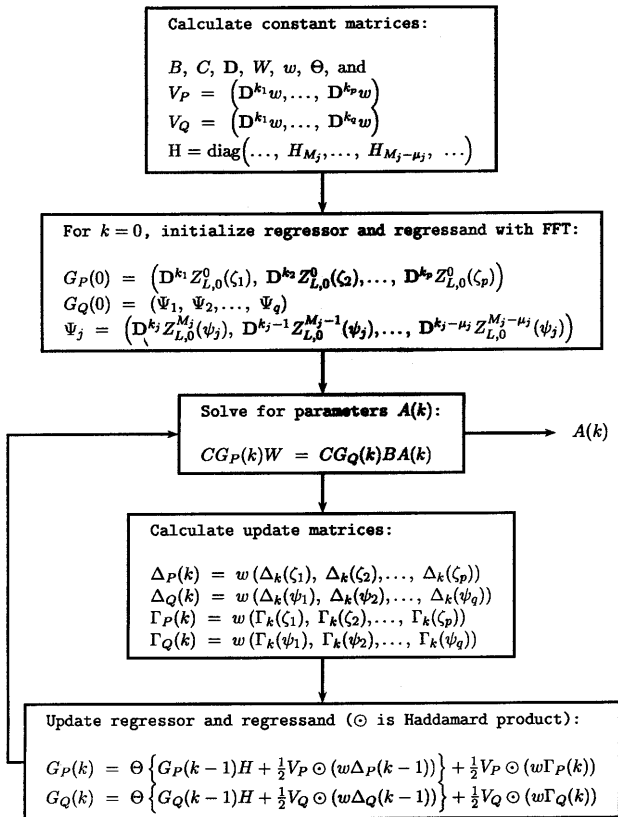 Calculate constant matrices:
B, C, D, W, w, Θ, and
V_P = (D^{k_1}w,..., D^{k_p}w)
V_Q = (D^{k_1}w,..., D^{k_q}w)
H = diag(..., H_{M_j},..., H_{M_j-μ_j}, ...)
For k = 0, initialize regressor and regressand with FFT:
G_P(0) = (D^{k_1}Z^0_{L,0}(ζ_1), D^{k_2}Z^0_{L,0}(ζ_2),..., D^{k_p}Z^0_{L,0}(ζ_p))
G_Q(0) = (Ψ_1, Ψ_2,..., Ψ_q)
Ψ_j = (D^{k_j}Z^{M_j}_{L,0}(ψ_j), D^{k_j-1}Z^{M_j-1}_{L,0}(ψ_j),..., D^{k_j-μ_j}Z^{M_j-μ_j}_{L,0}(ψ_j))
Solve for parameters A(k):
CG_P(k)W = CG_Q(k)BA(k)
A(k)
Calculate update matrices:
Δ_P(k) = w(Δ_k(ζ_1), Δ_k(ζ_2),..., Δ_k(ζ_p))
Δ_Q(k) = w(Δ_k(ψ_1), Δ_k(ψ_2),..., Δ_k(ψ_q))
Γ_P(k) = w(Γ_k(ζ_1), Γ_k(ζ_2),..., Γ_k(ζ_p))
Γ_Q(k) = w(Γ_k(ψ_1), Γ_k(ψ_2),..., Γ_k(ψ_q))
Update regressor and regressand (⊙ is Haddamard product):
G_P(k) = Θ{G_P(k−1)H + ½V_P ⊙ (wΔ_P(k−1))} + ½V_P ⊙ (wΓ_P(k))
G_Q(k) = Θ{G_Q(k−1)H + ½V_Q ⊙ (wΔ_Q(k−1))} + ½V_Q ⊙ (wΓ_Q(k))